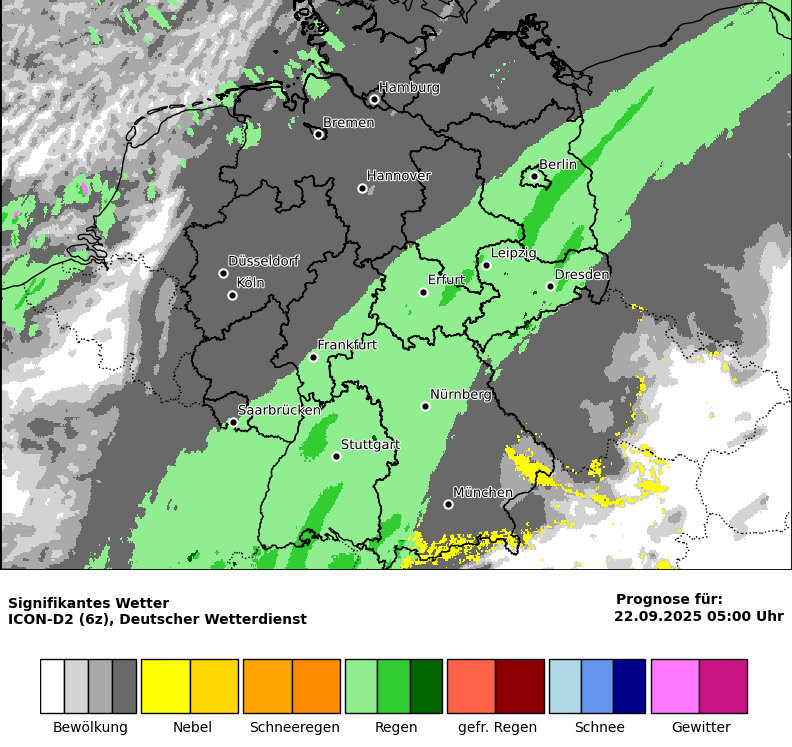 Hamburg
Bremen
Berlin
Hannover
Leipzig
Düsseldorf
Dresden
Köln
Erfurt
Frankfurt
Nürnberg
Saarbrücken
Stuttgart
München
Signifikantes Wetter
ICON-D2 (6z), Deutscher Wetterdienst
Prognose für:
22.09.2025 05:00 Uhr
Bewölkung
Nebel
Schneeregen
Regen
gefr. Regen
Schnee
Gewitter